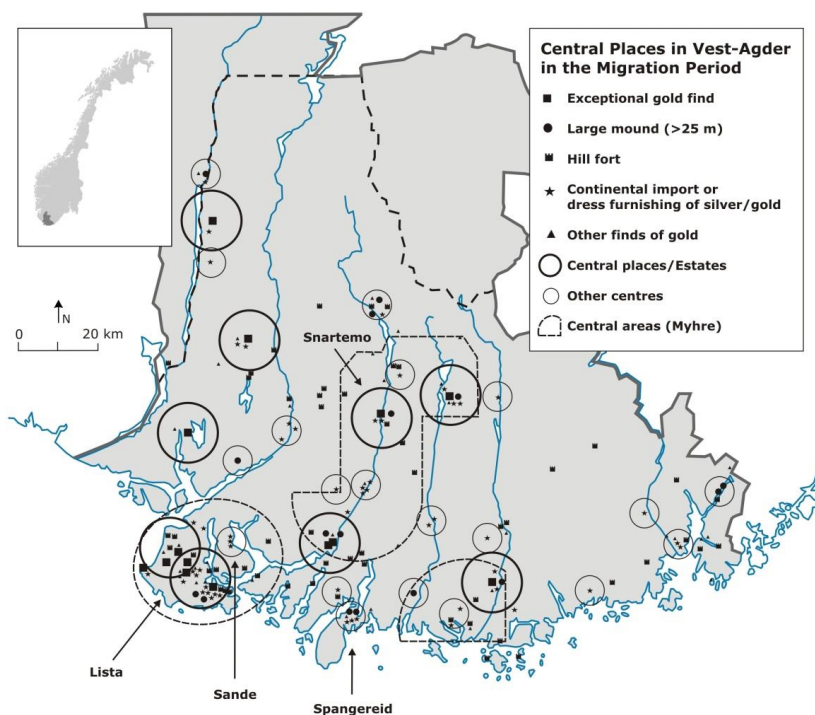 Central Places in Vest-Agder
in the Migration Period
Exceptional gold find
Large mound (>25 m)
Hill fort
Continental import or
dress furnishing of silver/gold
Other finds of gold
Central places/Estates
Other centres
Central areas (Myhre)
N
0 20 km
Snartemo
Lista
Sande
Spangereid